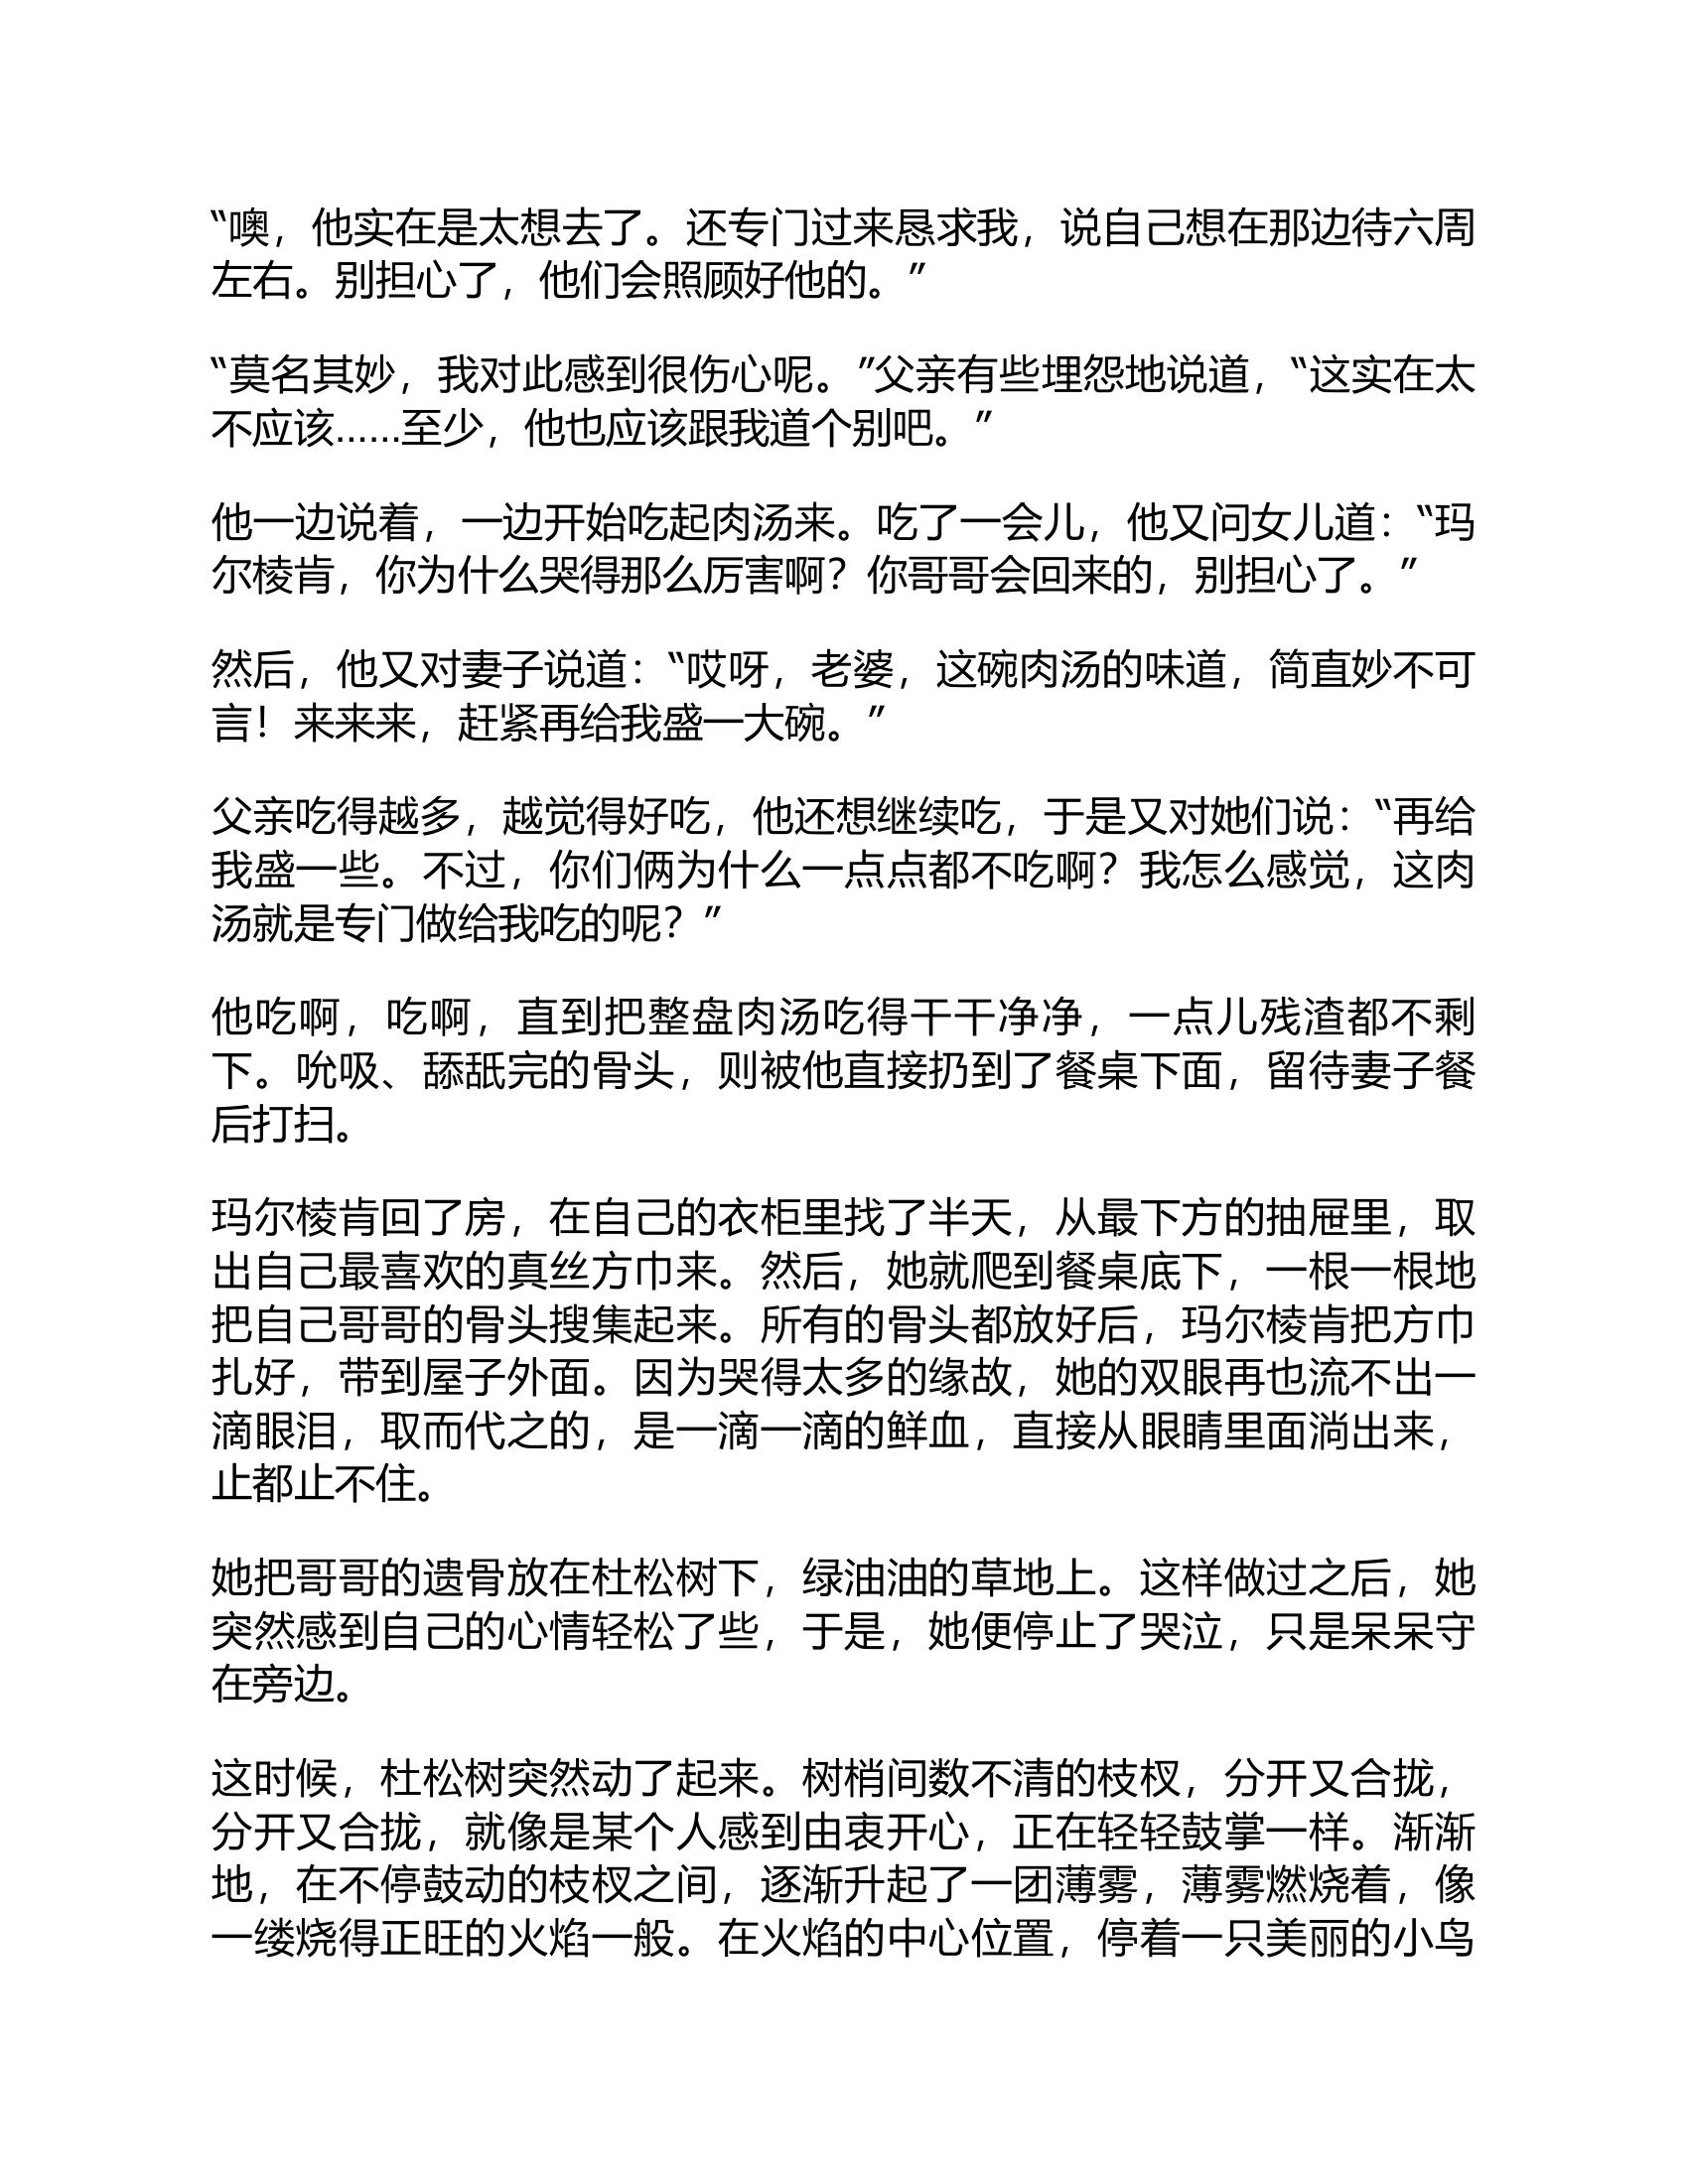 “噢，他实在是太想去了。还专门过来恳求我，说自己想在那边待六周
左右。别担心了，他们会照顾好他的。”
“莫名其妙，我对此感到很伤心呢。”父亲有些埋怨地说道，“这实在太
不应该……至少，他也应该跟我道个别吧。”
他一边说着，一边开始吃起肉汤来。吃了一会儿，他又问女儿道：“玛
尔棱肯，你为什么哭得那么厉害啊？你哥哥会回来的，别担心了。”
然后，他又对妻子说道：“哎呀，老婆，这碗肉汤的味道，简直妙不可
言！来来来，赶紧再给我盛一大碗。”
父亲吃得越多，越觉得好吃，他还想继续吃，于是又对她们说：“再给
我盛一些。不过，你们俩为什么一点点都不吃啊？我怎么感觉，这肉
汤就是专门做给我吃的呢？”
他吃啊，吃啊，直到把整盘肉汤吃得干干净净，一点儿残渣都不剩
下。吮吸、舔舐完的骨头，则被他直接扔到了餐桌下面，留待妻子餐
后打扫。
玛尔棱肯回了房，在自己的衣柜里找了半天，从最下方的抽屉里，取
出自己最喜欢的真丝方巾来。然后，她就爬到餐桌底下，一根一根地
把自己哥哥的骨头搜集起来。所有的骨头都放好后，玛尔棱肯把方巾
扎好，带到屋子外面。因为哭得太多的缘故，她的双眼再也流不出一
滴眼泪，取而代之的，是一滴一滴的鲜血，直接从眼睛里面淌出来，
止都止不住。
她把哥哥的遗骨放在杜松树下，绿油油的草地上。这样做过之后，她
突然感到自己的心情轻松了些，于是，她便停止了哭泣，只是呆呆守
在旁边。
这时候，杜松树突然动了起来。树梢间数不清的枝杈，分开又合拢，
分开又合拢，就像是某个人感到由衷开心，正在轻轻鼓掌一样。渐渐
地，在不停鼓动的枝杈之间，逐渐升起了一团薄雾，薄雾燃烧着，像
一缕烧得正旺的火焰一般。在火焰的中心位置，停着一只美丽的小鸟